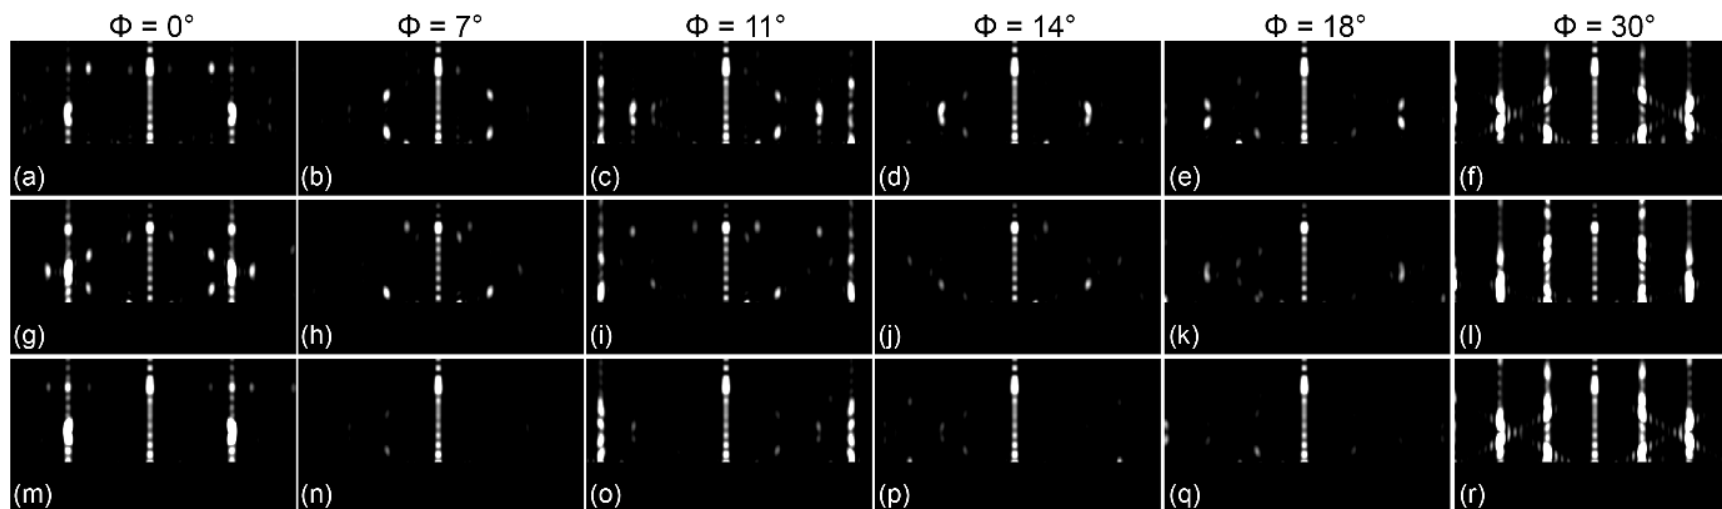 Φ = 0° Φ = 7° Φ = 11° Φ = 14° Φ = 18° Φ = 30°
(a) (b) (c) (d) (e) (f)
(g) (h) (i) (j) (k) (l)
(m) (n) (o) (p) (q) (r)